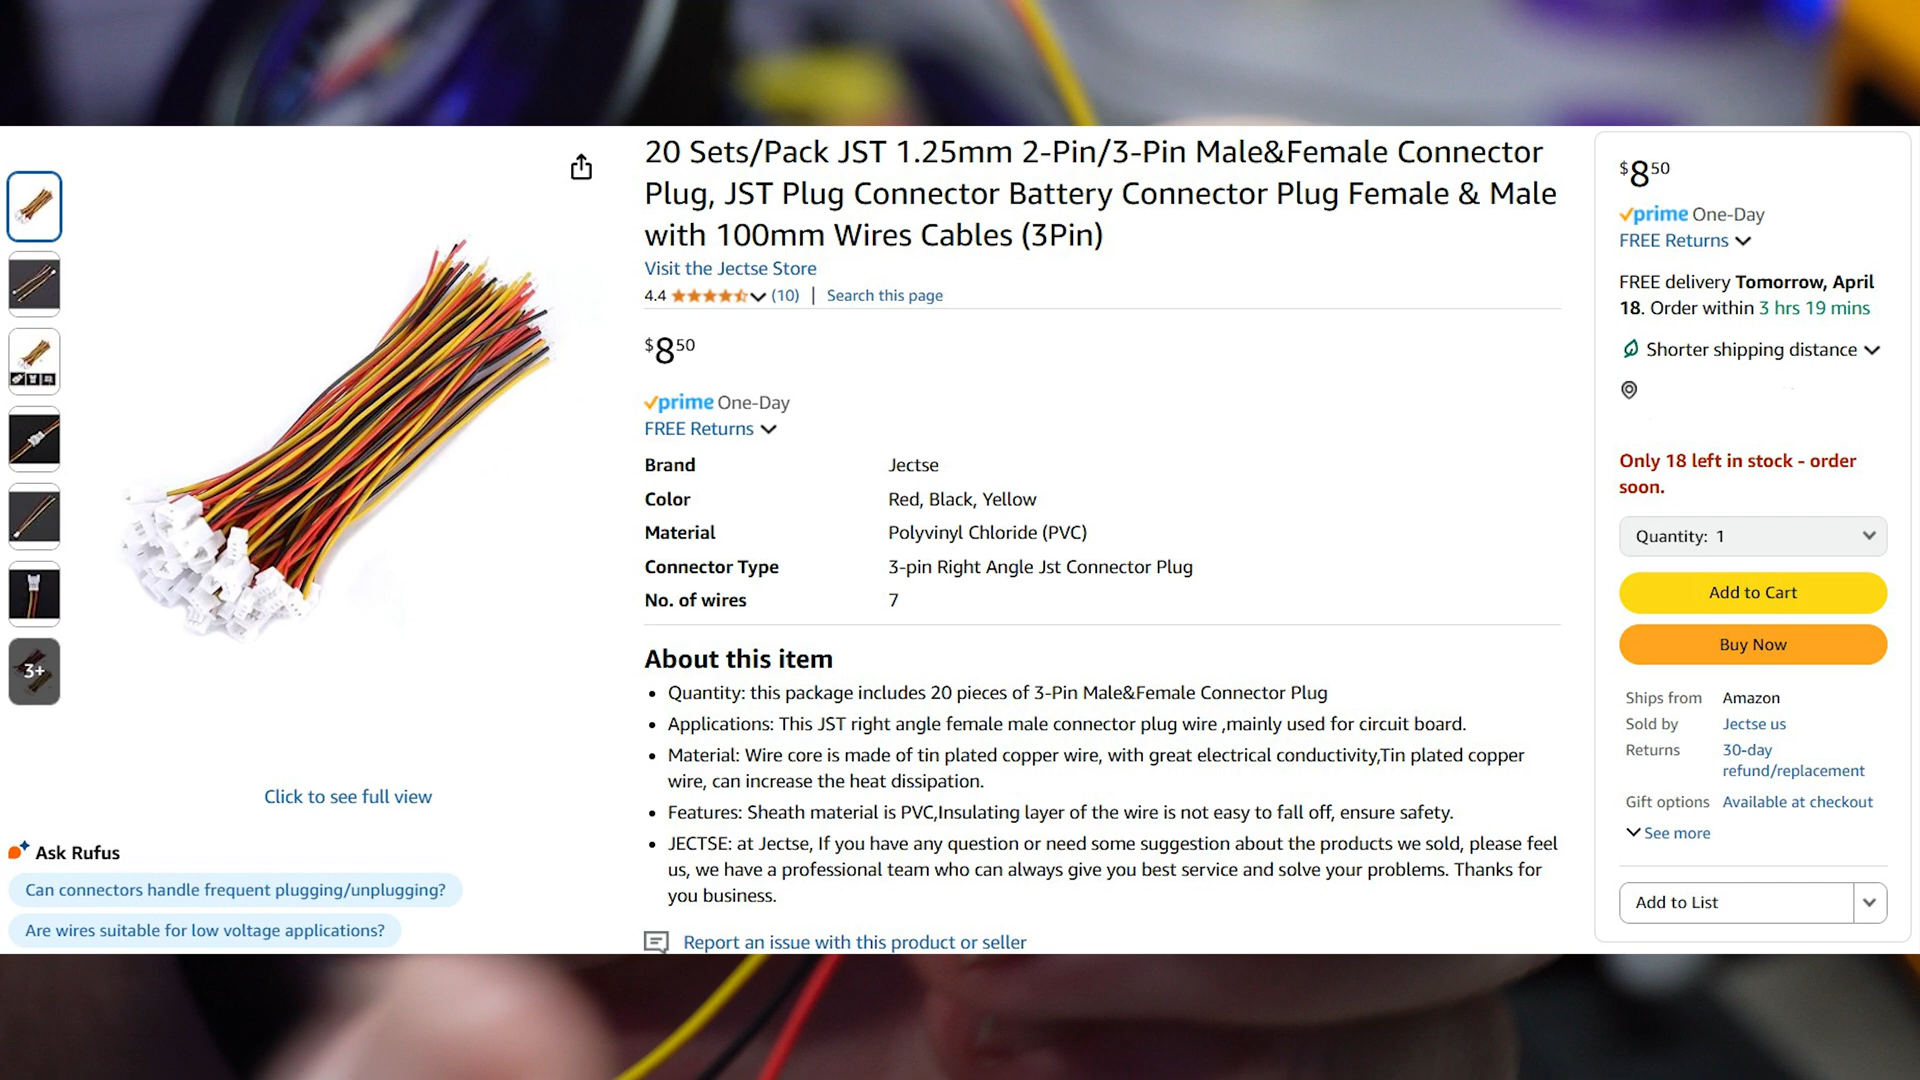 20 Sets/Pack JST 1.25mm 2-Pin/3-Pin Male&Female Connector
Plug, JST Plug Connector Battery Connector Plug Female & Male
with 100mm Wires Cables (3Pin)
Visit the Jectse Store
4.4 (10) | Search this page
$850
prime One-Day
FREE Returns
Brand Jectse
Color Red, Black, Yellow
Material Polyvinyl Chloride (PVC)
Connector Type 3-pin Right Angle Jst Connector Plug
No. of wires 7
About this item
• Quantity: this package includes 20 pieces of 3-Pin Male&Female Connector Plug
• Applications: This JST right angle female male connector plug wire ,mainly used for circuit board.
• Material: Wire core is made of tin plated copper wire, with great electrical conductivity,Tin plated copper
wire, can increase the heat dissipation.
• Features: Sheath material is PVC,Insulating layer of the wire is not easy to fall off, ensure safety.
• JECTSE: at Jectse, If you have any question or need some suggestion about the products we sold, please feel
us, we have a professional team who can always give you best service and solve your problems. Thanks for
you business.
Report an issue with this product or seller
3+
Click to see full view
Ask Rufus
Can connectors handle frequent plugging/unplugging?
Are wires suitable for low voltage applications?
$850
prime One-Day
FREE Returns
FREE delivery Tomorrow, April
18. Order within 3 hrs 19 mins
Shorter shipping distance
Only 18 left in stock - order
soon.
Quantity: 1
Add to Cart
Buy Now
Ships from Amazon
Sold by Jectse us
Returns 30-day
refund/replacement
Gift options Available at checkout
See more
Add to List